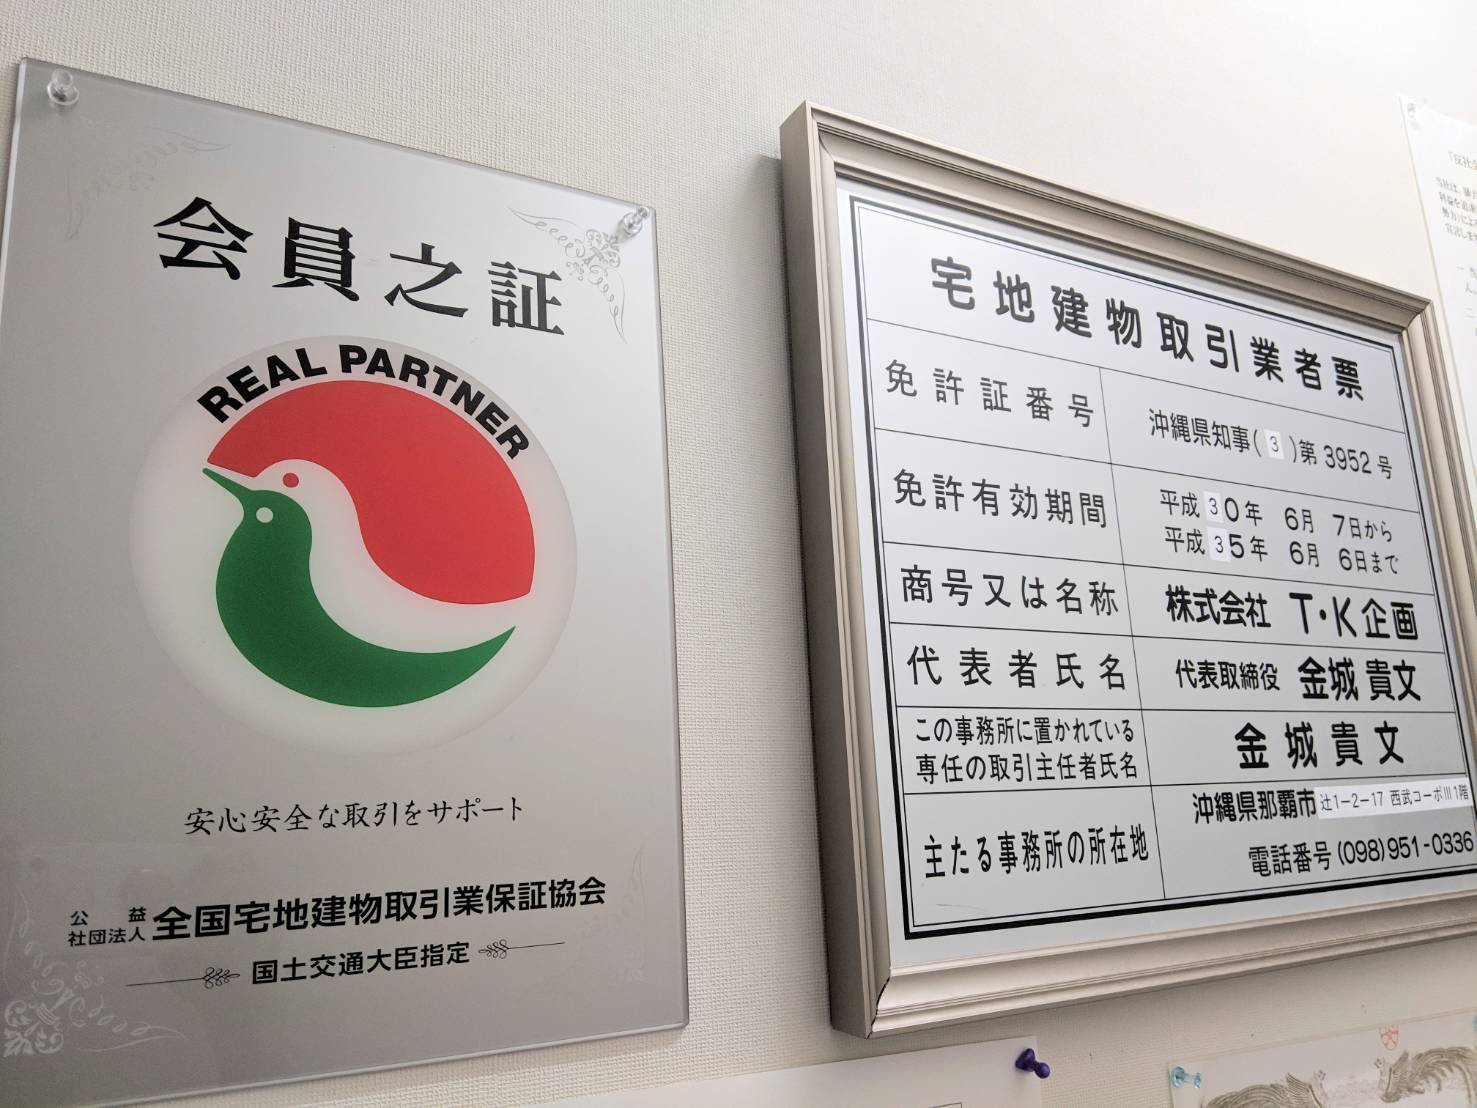 会員之証
REAL PARTNER
安心安全な取引をサポート
公益社団法人 全国宅地建物取引業保証協会
国土交通大臣指定
宅地建物取引業者票
免許証番号 沖縄県知事(3)第3952号
免許有効期間 平成30年 6月 7日から
平成35年 6月 6日まで
商号又は名称 株式会社 T・K企画
代表者氏名 代表取締役 金城貴文
この事務所に置かれている
専任の取引主任者氏名 金城貴文
主たる事務所の所在地 沖縄県那覇市辻1-2-17 西武コーポIII 1階
電話番号(098)951-0336